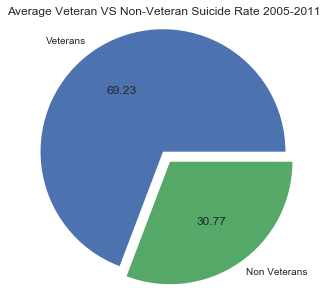 Average Veteran VS Non-Veteran Suicide Rate 2005-2011
Veterans
69.23
30.77
Non Veterans